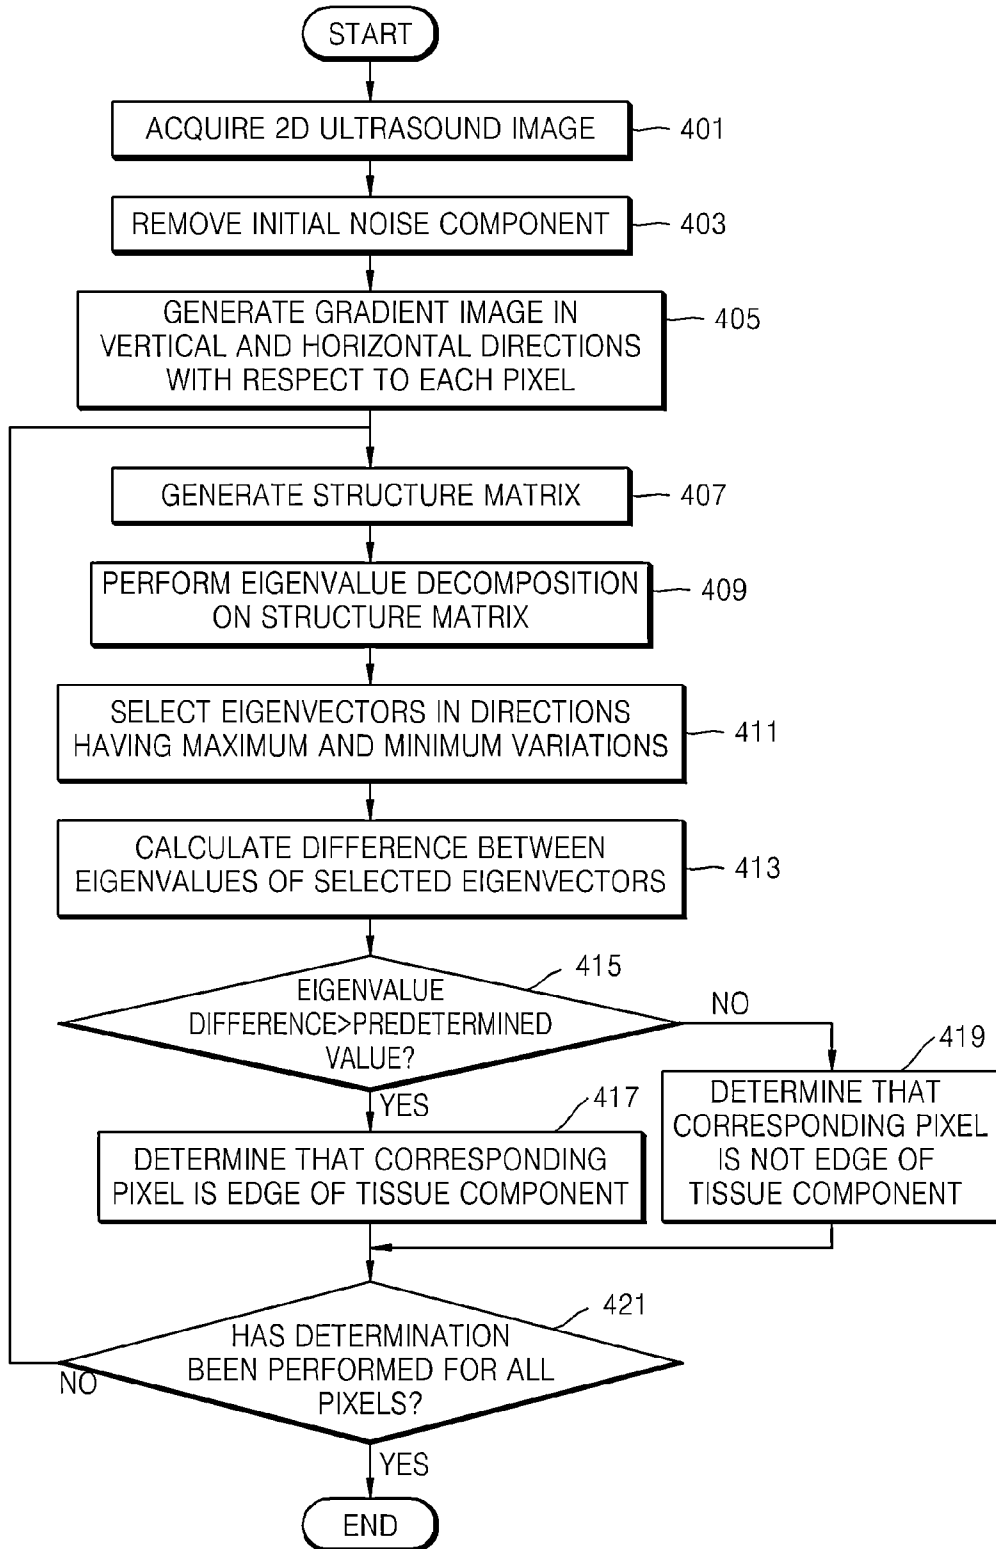 START
ACQUIRE 2D ULTRASOUND IMAGE
401
REMOVE INITIAL NOISE COMPONENT
403
GENERATE GRADIENT IMAGE IN
VERTICAL AND HORIZONTAL DIRECTIONS
WITH RESPECT TO EACH PIXEL
405
GENERATE STRUCTURE MATRIX
407
PERFORM EIGENVALUE DECOMPOSITION
ON STRUCTURE MATRIX
409
SELECT EIGENVECTORS IN DIRECTIONS
HAVING MAXIMUM AND MINIMUM VARIATIONS
411
CALCULATE DIFFERENCE BETWEEN
EIGENVALUES OF SELECTED EIGENVECTORS
413
415
EIGENVALUE
DIFFERENCE>PREDETERMINED
VALUE?
NO
YES
417
DETERMINE THAT CORRESPONDING
PIXEL IS EDGE OF TISSUE COMPONENT
419
DETERMINE THAT
CORRESPONDING PIXEL
IS NOT EDGE OF
TISSUE COMPONENT
421
HAS DETERMINATION
BEEN PERFORMED FOR ALL
PIXELS?
NO
YES
END